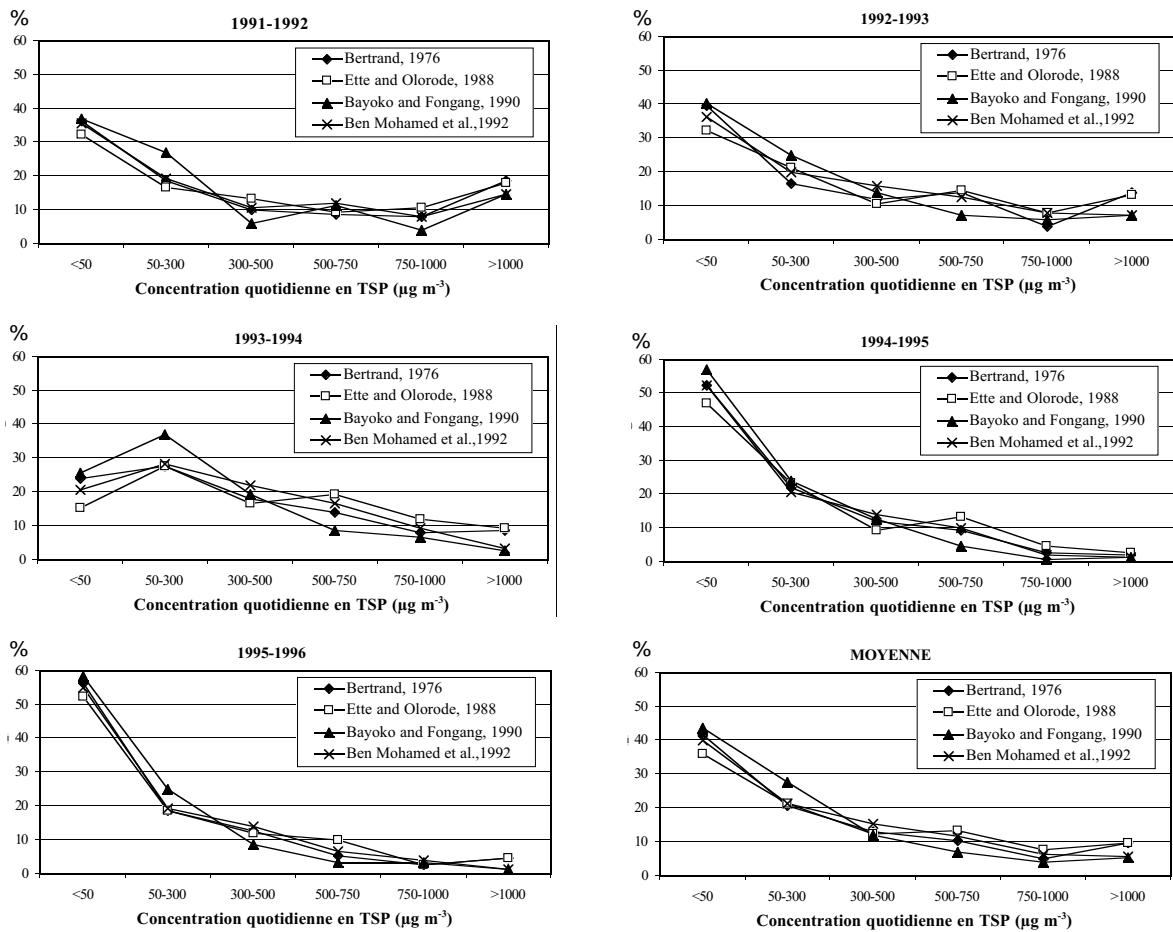 %
1991-1992
60
50
40
30
20
10
0
Bertrand, 1976
Ette and Olorode, 1988
Bayoko and Fongang, 1990
Ben Mohamed et al.,1992
<50 50-300 300-500 500-750 750-1000 >1000
Concentration quotidienne en TSP (µg m⁻³)
%
1992-1993
60
50
40
30
20
10
0
Bertrand, 1976
Ette and Olorode, 1988
Bayoko and Fongang, 1990
Ben Mohamed et al.,1992
<50 50-300 300-500 500-750 750-1000 >1000
Concentration quotidienne en TSP (µg m⁻³)
%
1993-1994
60
50
40
30
20
10
0
Bertrand, 1976
Ette and Olorode, 1988
Bayoko and Fongang, 1990
Ben Mohamed et al.,1992
<50 50-300 300-500 500-750 750-1000 >1000
Concentration quotidienne en TSP (µg m⁻³)
%
1994-1995
60
50
40
30
20
10
0
Bertrand, 1976
Ette and Olorode, 1988
Bayoko and Fongang, 1990
Ben Mohamed et al.,1992
<50 50-300 300-500 500-750 750-1000 >1000
Concentration quotidienne en TSP (µg m⁻³)
%
1995-1996
60
50
40
30
20
10
0
Bertrand, 1976
Ette and Olorode, 1988
Bayoko and Fongang, 1990
Ben Mohamed et al.,1992
<50 50-300 300-500 500-750 750-1000 >1000
Concentration quotidienne en TSP (µg m⁻³)
%
MOYENNE
60
50
40
30
20
10
0
Bertrand, 1976
Ette and Olorode, 1988
Bayoko and Fongang, 1990
Ben Mohamed et al.,1992
<50 50-300 300-500 500-750 750-1000 >1000
Concentration quotidienne en TSP (µg m⁻³)